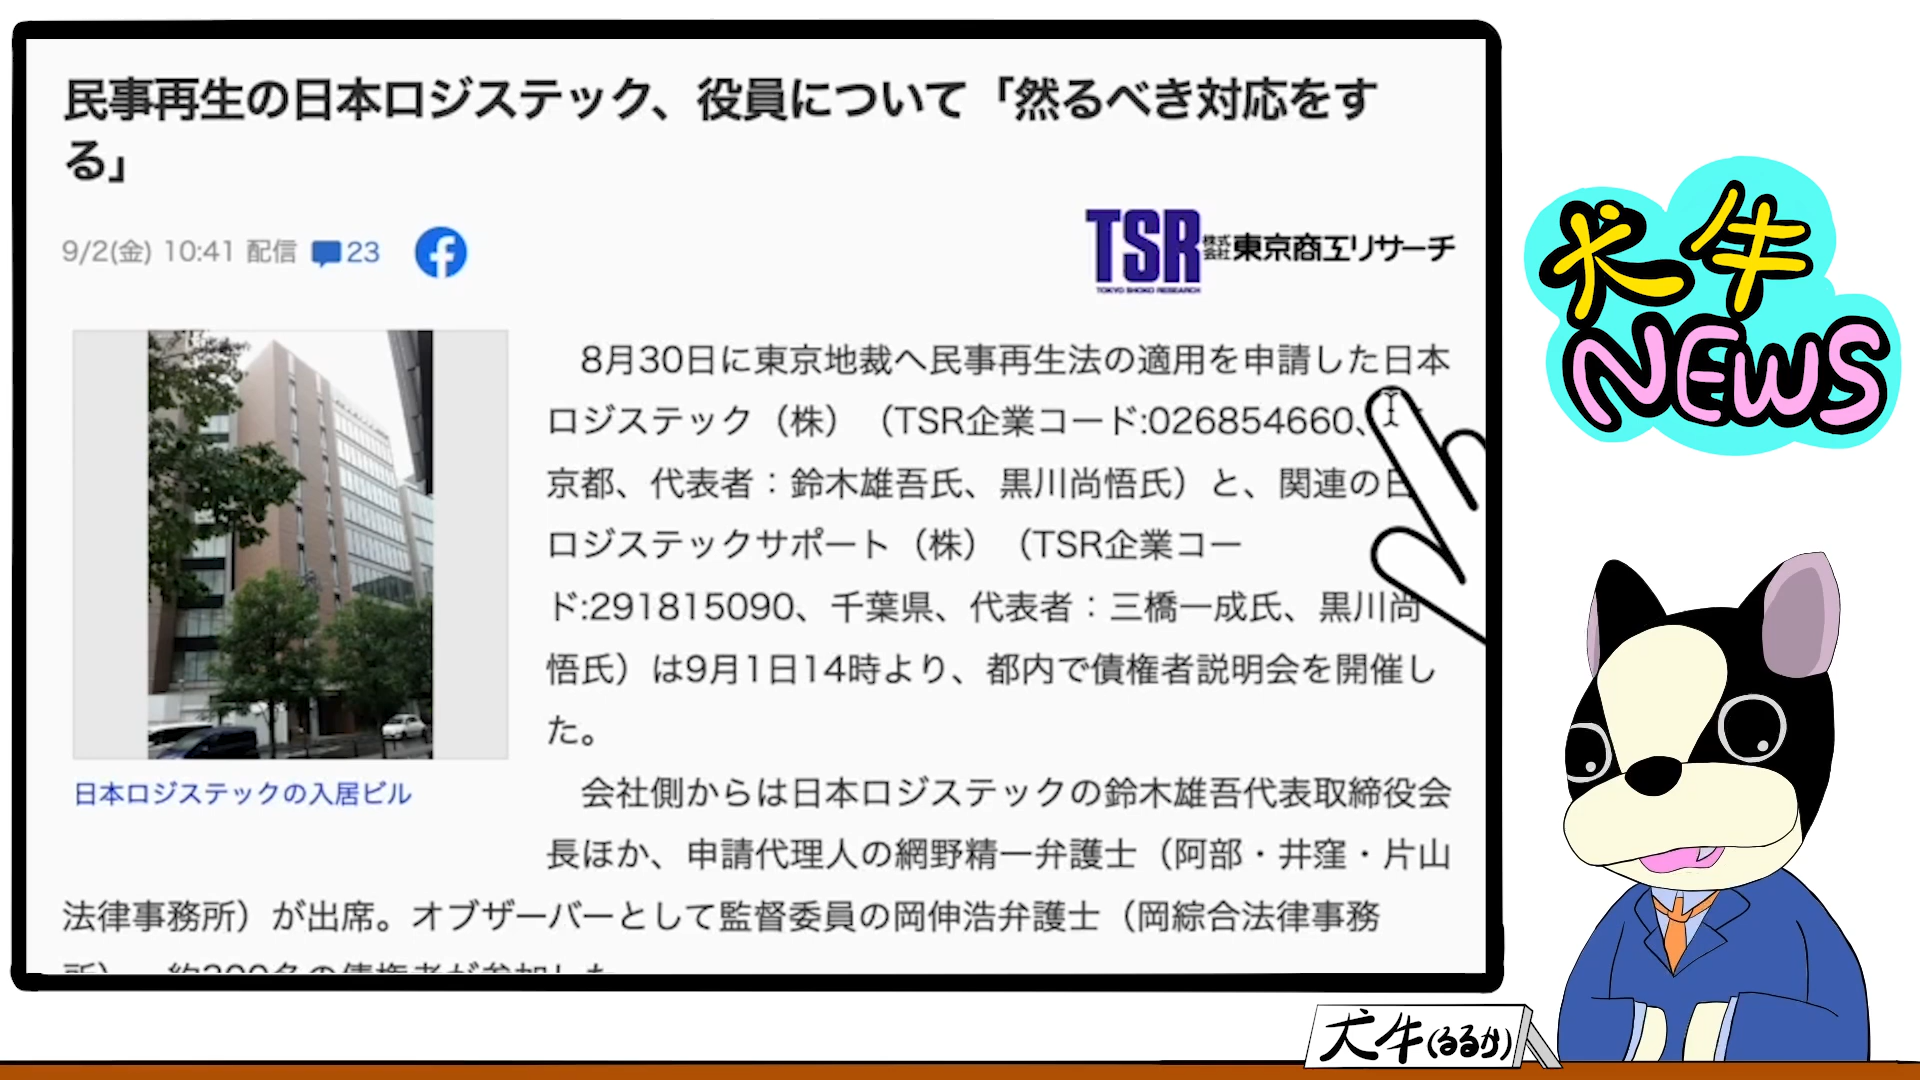 民事再生の日本ロジステック、役員について「然るべき対応をす
る」
9/2(金) 10:41 配信 23
TSR 株式会社東京商工リサーチ
TOKYO SHOKO RESEARCH
8月30日に東京地裁へ民事再生法の適用を申請した日本
ロジステック（株）（TSR企業コード:026854660、
京都、代表者：鈴木雄吾氏、黒川尚悟氏）と、関連の日
ロジステックサポート（株）（TSR企業コー
ド:291815090、千葉県、代表者：三橋一成氏、黒川尚
悟氏）は9月1日14時より、都内で債権者説明会を開催し
た。
日本ロジステックの入居ビル
会社側からは日本ロジステックの鈴木雄吾代表取締役会
長ほか、申請代理人の網野精一弁護士（阿部・井窪・片山
法律事務所）が出席。オブザーバーとして監督委員の岡伸浩弁護士（岡綜合法律事務
犬牛
NEWS
犬牛(るるか)